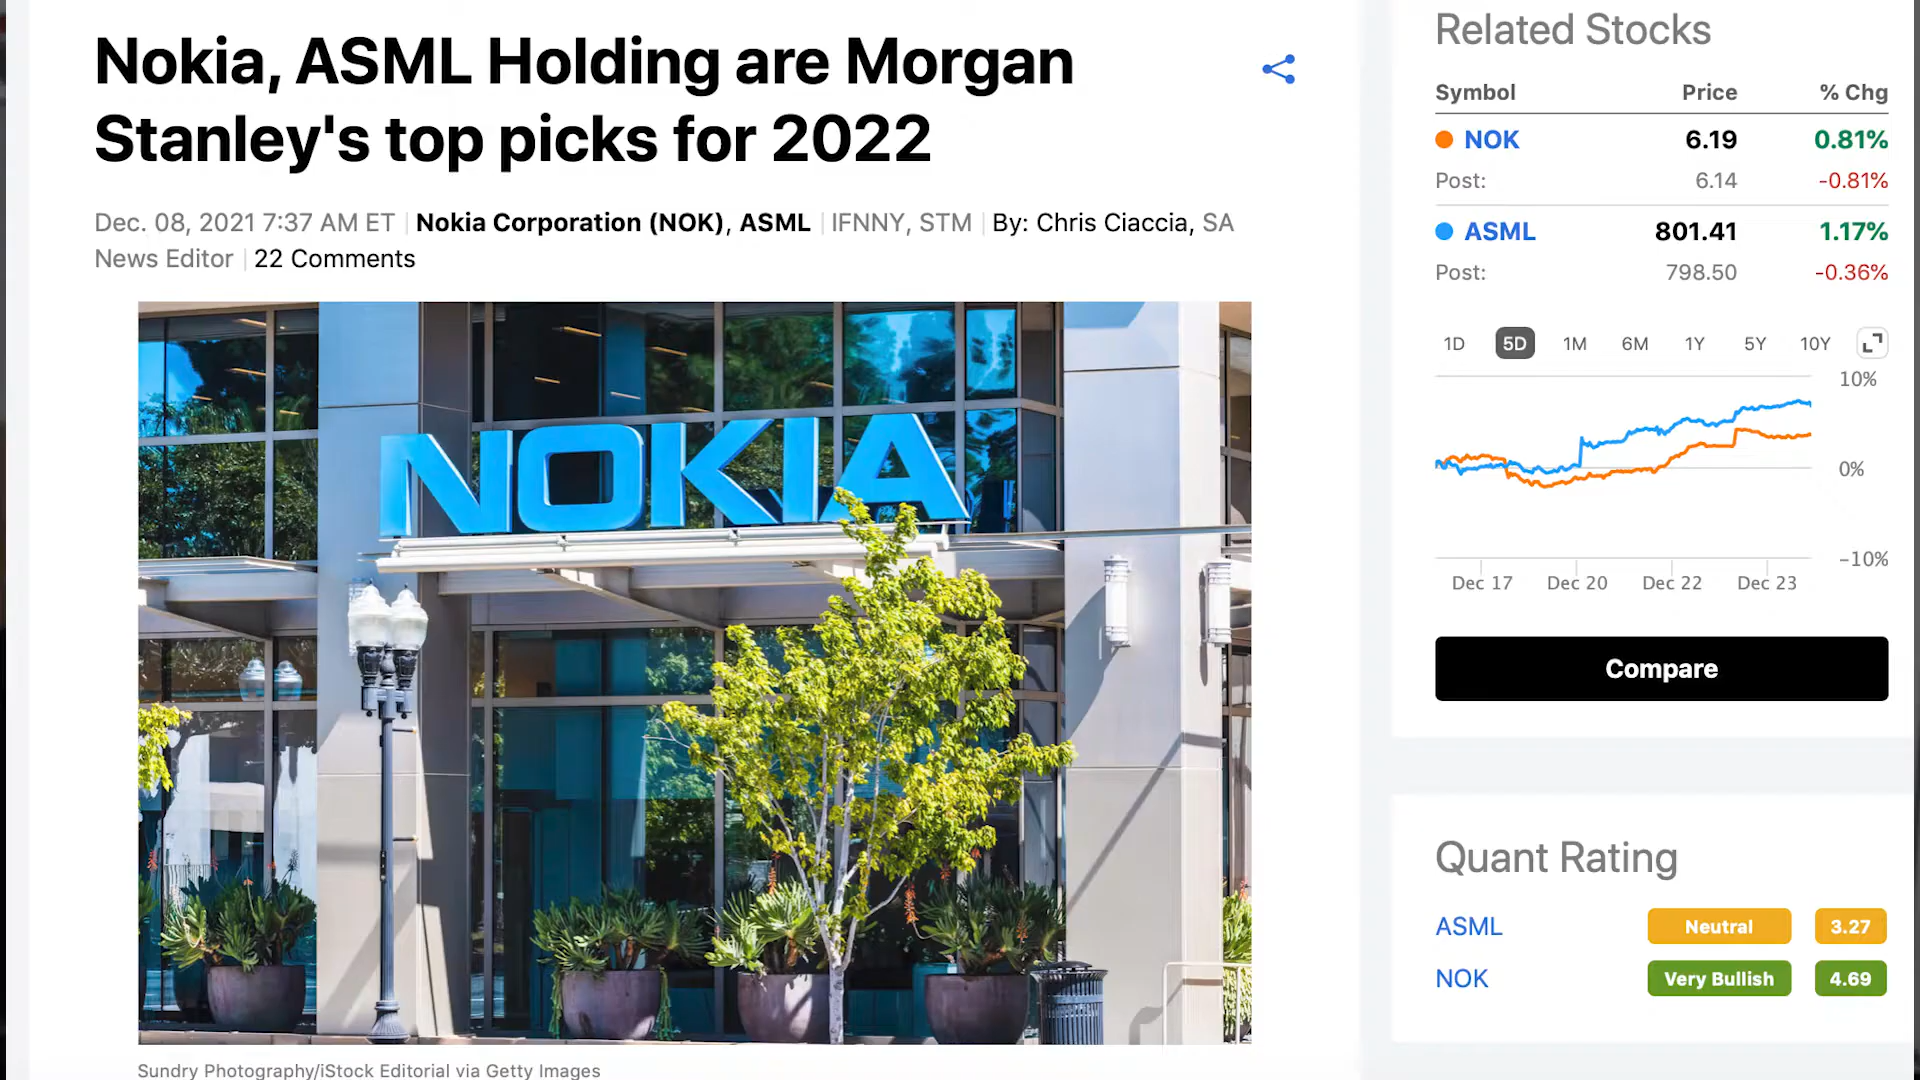 Nokia, ASML Holding are Morgan
Stanley's top picks for 2022
Dec. 08, 2021 7:37 AM ET | Nokia Corporation (NOK), ASML | IFNNY, STM | By: Chris Ciaccia, SA
News Editor | 22 Comments
NOKIA
Sundry Photography/iStock Editorial via Getty Images
Related Stocks
Symbol Price % Chg
NOK 6.19 0.81%
Post: 6.14 -0.81%
ASML 801.41 1.17%
Post: 798.50 -0.36%
1D 5D 1M 6M 1Y 5Y 10Y
10%
0%
-10%
Dec 17 Dec 20 Dec 22 Dec 23
Compare
Quant Rating
ASML Neutral 3.27
NOK Very Bullish 4.69